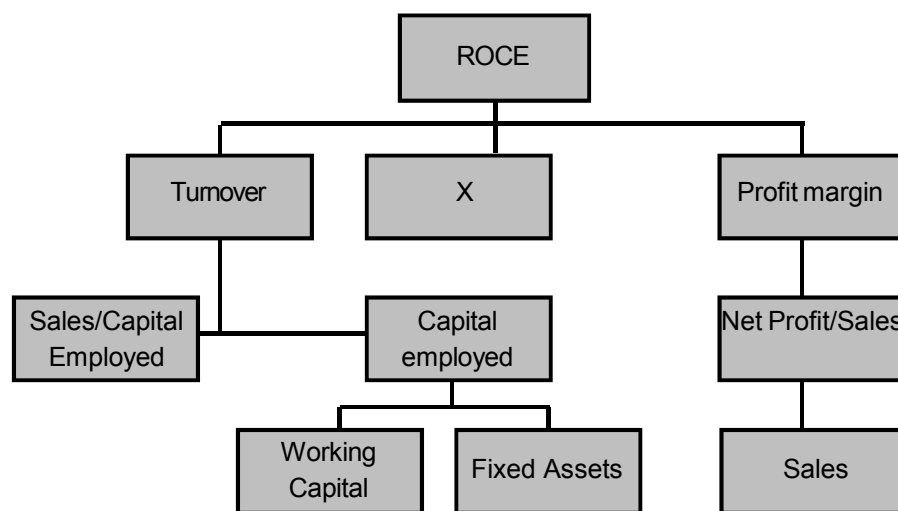 ROCE
Turnover
X
Profit margin
Sales/Capital
Employed
Capital
employed
Net Profit/Sales
Working
Capital
Fixed Assets
Sales